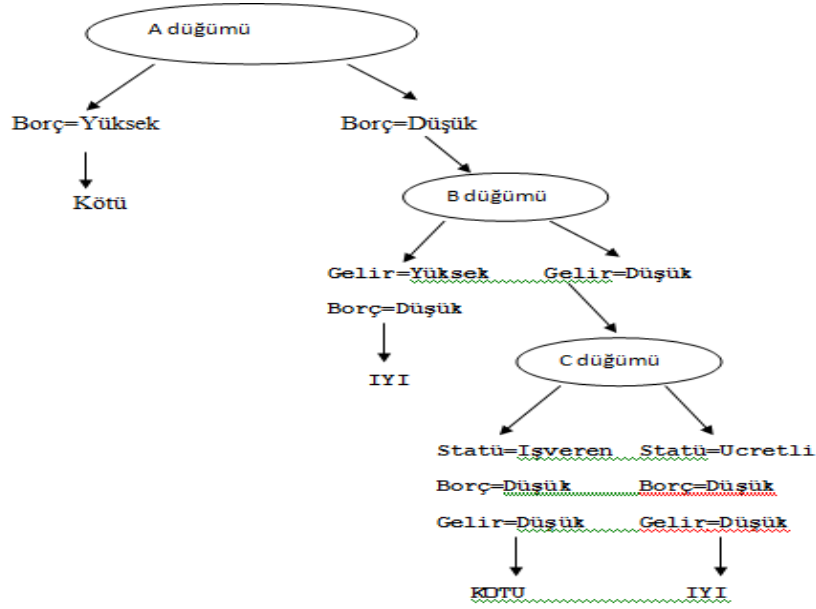 A düğümü
Borç=Yüksek Borç=Düşük
Kötü
B düğümü
Gelir=Yüksek Gelir=Düşük
Borç=Düşük
IYI
C düğümü
Statü=Işveren Statü=Ucretli
Borç=Düşük Borç=Düşük
Gelir=Düşük Gelir=Düşük
KOTU IYI